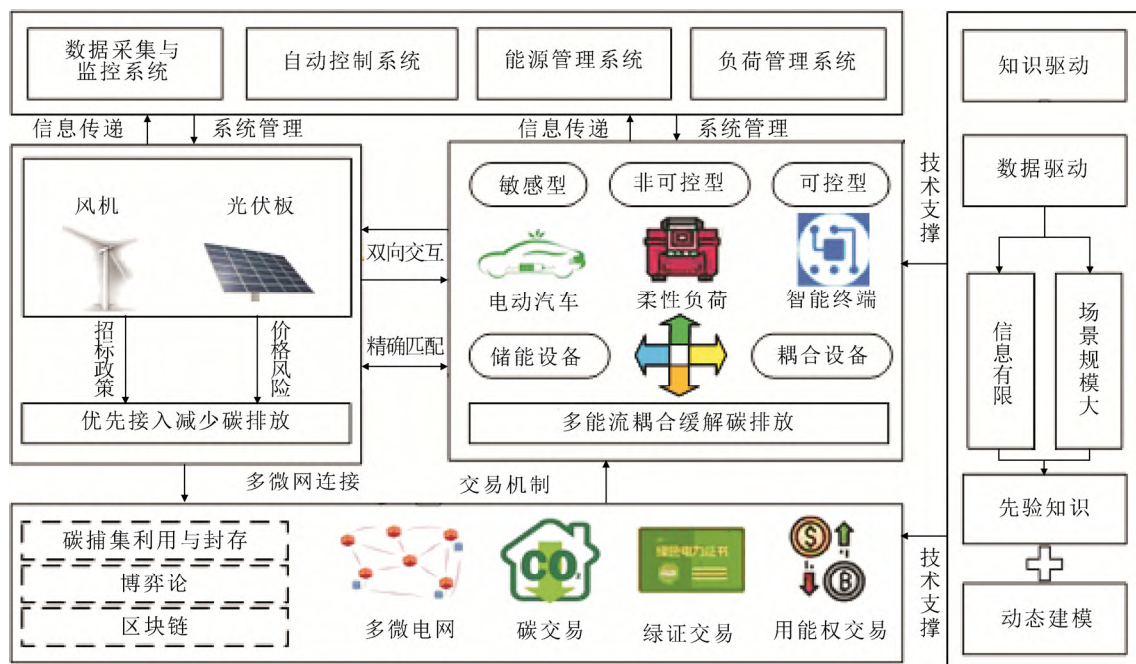 数据采集与
监控系统
自动控制系统
能源管理系统
负荷管理系统
知识驱动
信息传递
系统管理
信息传递
系统管理
风机
光伏板
招标政策
价格风险
优先接入减少碳排放
双向交互
精确匹配
敏感型
非可控型
可控型
电动汽车
柔性负荷
智能终端
储能设备
耦合设备
多能流耦合缓解碳排放
技术支撑
数据驱动
信息有限
场景规模大
先验知识
动态建模
多微网连接
交易机制
碳捕集利用与封存
博弈论
区块链
多微电网
CO₂
碳交易
绿色电力证书
绿证交易
$
B
用能权交易
技术支撑